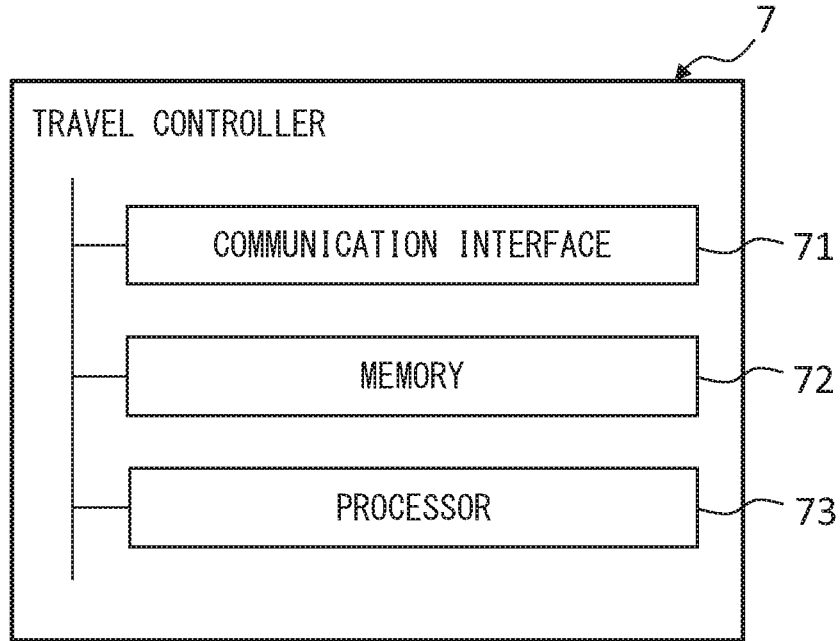 7
TRAVEL CONTROLLER
COMMUNICATION INTERFACE
71
MEMORY
72
PROCESSOR
73